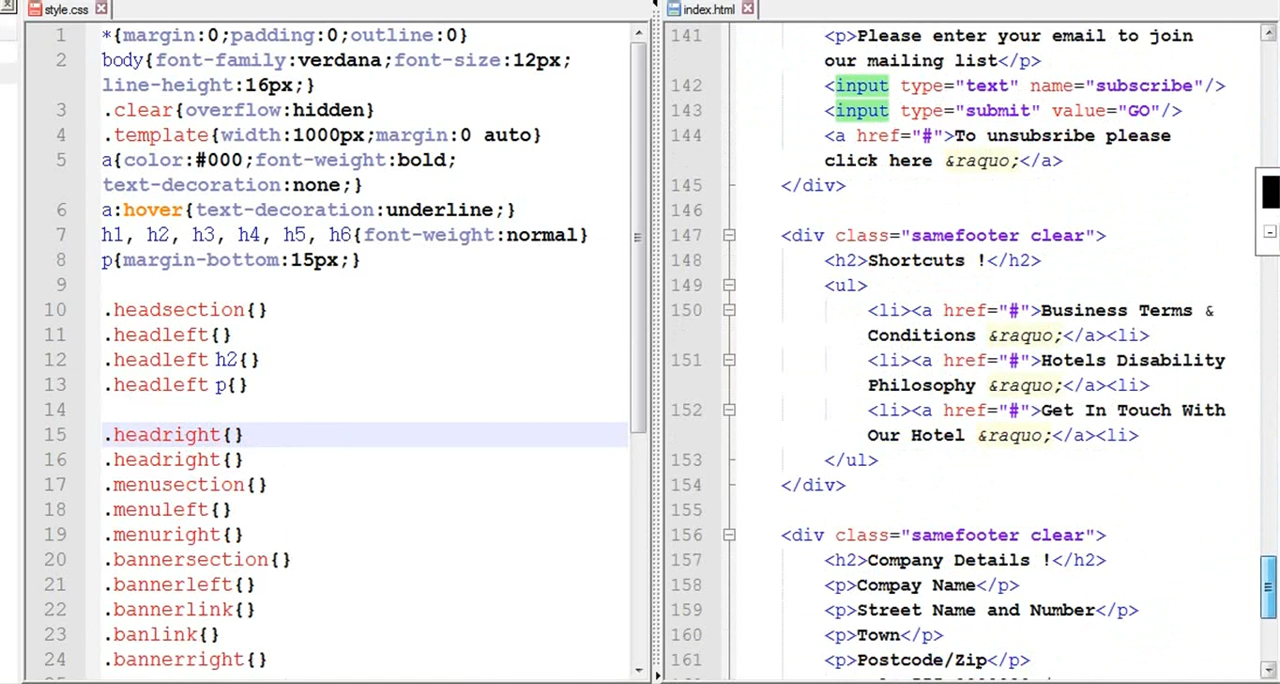 style.css
1 *{margin:0;padding:0;outline:0}
2 body{font-family:verdana;font-size:12px;
line-height:16px;}
3 .clear{overflow:hidden}
4 .template{width:1000px;margin:0 auto}
5 a{color:#000;font-weight:bold;
text-decoration:none;}
6 a:hover{text-decoration:underline;}
7 h1, h2, h3, h4, h5, h6{font-weight:normal}
8 p{margin-bottom:15px;}
9
10 .headsection{}
11 .headleft{}
12 .headleft h2{}
13 .headleft p{}
14
15 .headright{}
16 .headright{}
17 .menusection{}
18 .menuleft{}
19 .menuright{}
20 .bannersection{}
21 .bannerleft{}
22 .bannerlink{}
23 .banlink{}
24 .bannerright{}
index.html
141 <p>Please enter your email to join
our mailing list</p>
142 <input type="text" name="subscribe"/>
143 <input type="submit" value="GO"/>
144 <a href="#">To unsubsribe please
click here &raquo;</a>
145 </div>
146
147 <div class="samefooter clear">
148 <h2>Shortcuts !</h2>
149 <ul>
150 <li><a href="#">Business Terms &
Conditions &raquo;</a><li>
151 <li><a href="#">Hotels Disability
Philosophy &raquo;</a><li>
152 <li><a href="#">Get In Touch With
Our Hotel &raquo;</a><li>
153 </ul>
154 </div>
155
156 <div class="samefooter clear">
157 <h2>Company Details !</h2>
158 <p>Compay Name</p>
159 <p>Street Name and Number</p>
160 <p>Town</p>
161 <p>Postcode/Zip</p>